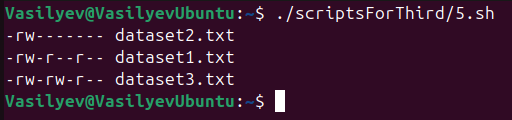 Vasilyev@VasilyevUbuntu:~$ ./scriptsForThird/5.sh
-rw------- dataset2.txt
-rw-r--r-- dataset1.txt
-rw-rw-r-- dataset3.txt
Vasilyev@VasilyevUbuntu:~$